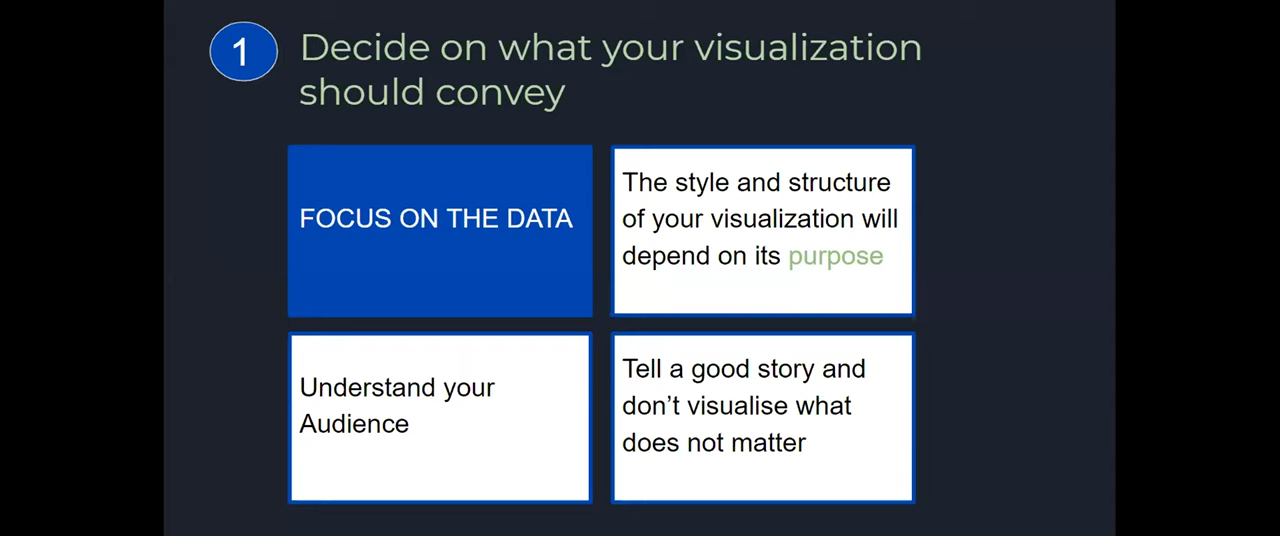 1
Decide on what your visualization
should convey
FOCUS ON THE DATA
The style and structure
of your visualization will
depend on its purpose
Understand your
Audience
Tell a good story and
don’t visualise what
does not matter